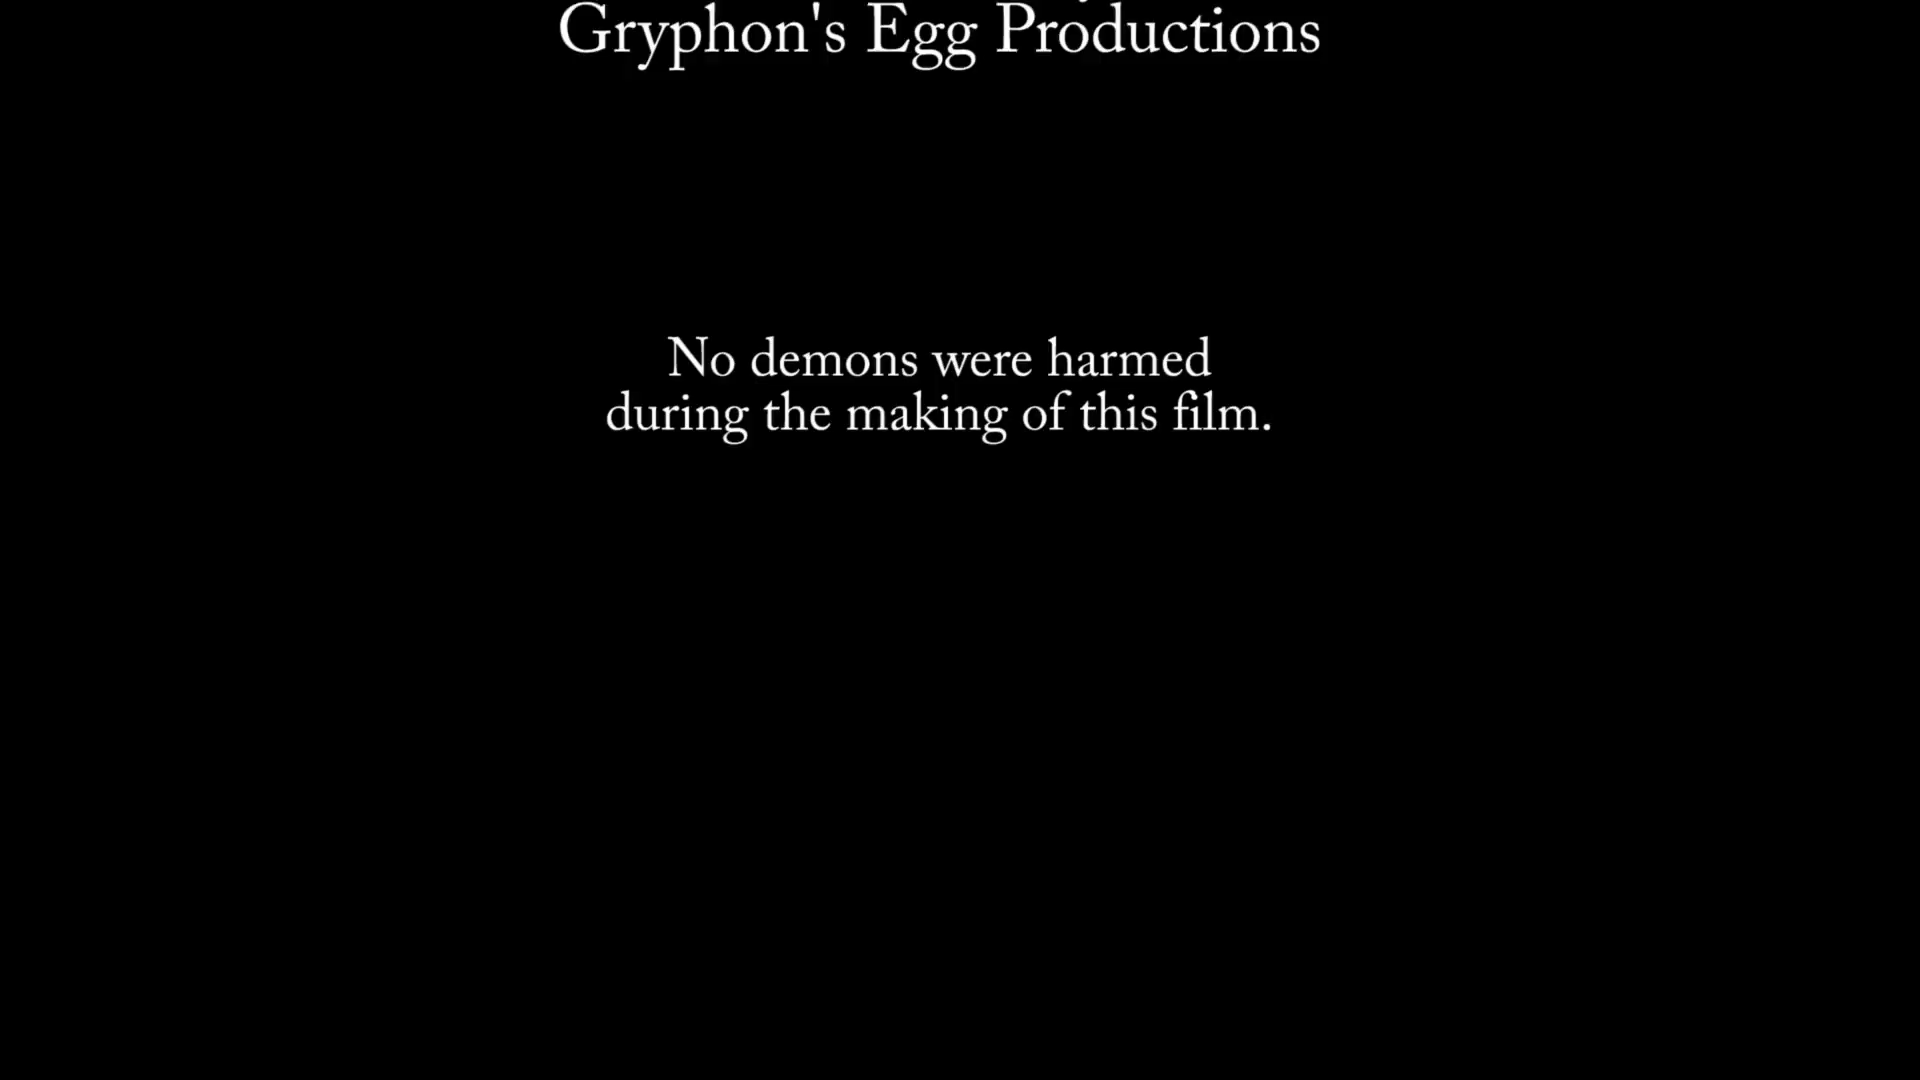 Gryphon's Egg Productions
No demons were harmed
during the making of this film.